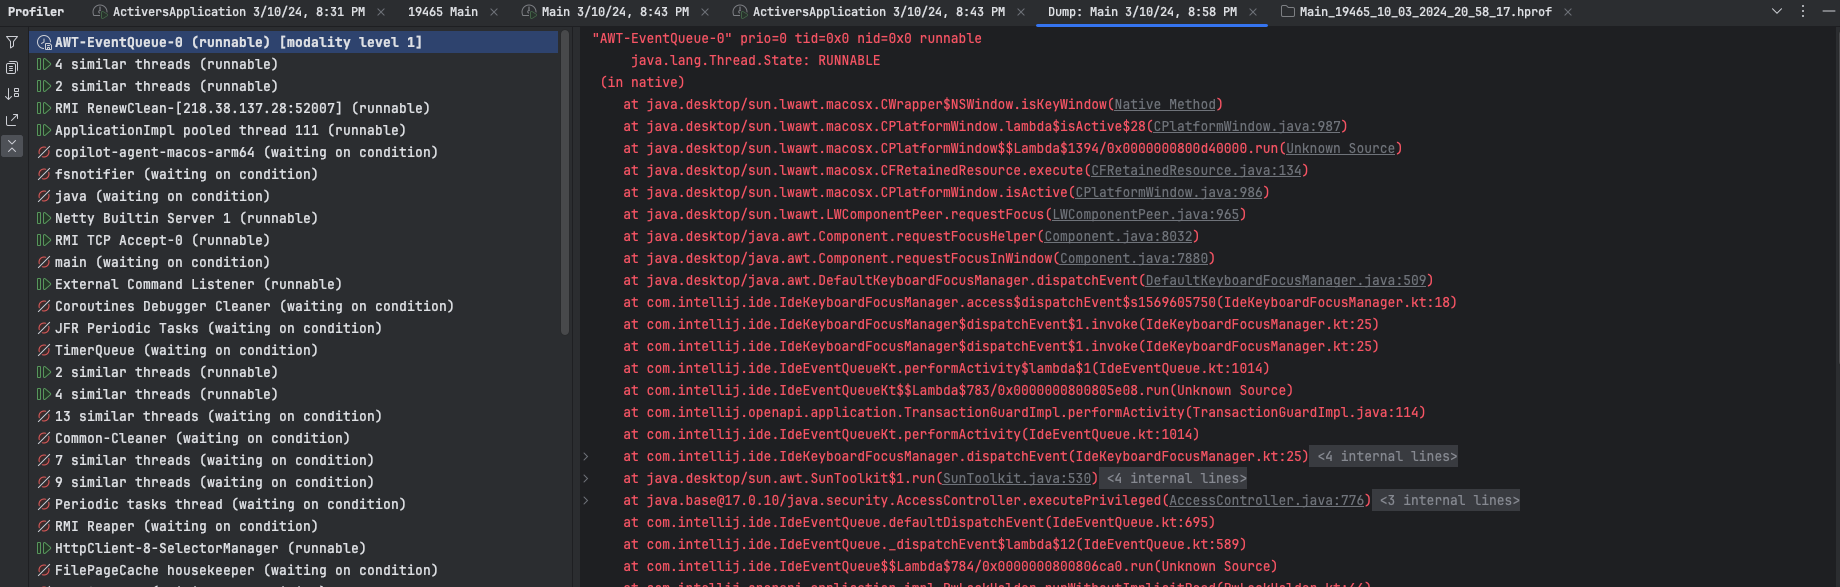 Profiler ActiversApplication 3/10/24, 8:31 PM 19465 Main Main 3/10/24, 8:43 PM ActiversApplication 3/10/24, 8:43 PM Dump: Main 3/10/24, 8:58 PM Main_19465_10_03_2024_20_58_17.hprof
AWT-EventQueue-0 (runnable) [modality level 1]
4 similar threads (runnable)
2 similar threads (runnable)
RMI RenewClean-[218.38.137.28:52007] (runnable)
ApplicationImpl pooled thread 111 (runnable)
copilot-agent-macos-arm64 (waiting on condition)
fsnotifier (waiting on condition)
java (waiting on condition)
Netty Builtin Server 1 (runnable)
RMI TCP Accept-0 (runnable)
main (waiting on condition)
External Command Listener (runnable)
Coroutines Debugger Cleaner (waiting on condition)
JFR Periodic Tasks (waiting on condition)
TimerQueue (waiting on condition)
2 similar threads (runnable)
4 similar threads (runnable)
13 similar threads (waiting on condition)
Common-Cleaner (waiting on condition)
7 similar threads (waiting on condition)
9 similar threads (waiting on condition)
Periodic tasks thread (waiting on condition)
RMI Reaper (waiting on condition)
HttpClient-8-SelectorManager (runnable)
FilePageCache housekeeper (waiting on condition)
"AWT-EventQueue-0" prio=0 tid=0x0 nid=0x0 runnable
java.lang.Thread.State: RUNNABLE
(in native)
at java.desktop/sun.lwawt.macosx.CWrapper$NSWindow.isKeyWindow(Native Method)
at java.desktop/sun.lwawt.macosx.CPlatformWindow.lambda$isActive$28(CPlatformWindow.java:987)
at java.desktop/sun.lwawt.macosx.CPlatformWindow$$Lambda$1394/0x0000000800d40000.run(Unknown Source)
at java.desktop/sun.lwawt.macosx.CFRetainedResource.execute(CFRetainedResource.java:134)
at java.desktop/sun.lwawt.macosx.CPlatformWindow.isActive(CPlatformWindow.java:986)
at java.desktop/sun.lwawt.LWComponentPeer.requestFocus(LWComponentPeer.java:965)
at java.desktop/java.awt.Component.requestFocusHelper(Component.java:8032)
at java.desktop/java.awt.Component.requestFocusInWindow(Component.java:7880)
at java.desktop/java.awt.DefaultKeyboardFocusManager.dispatchEvent(DefaultKeyboardFocusManager.java:509)
at com.intellij.ide.IdeKeyboardFocusManager.access$dispatchEvent$s1569605750(IdeKeyboardFocusManager.kt:18)
at com.intellij.ide.IdeKeyboardFocusManager$dispatchEvent$1.invoke(IdeKeyboardFocusManager.kt:25)
at com.intellij.ide.IdeKeyboardFocusManager$dispatchEvent$1.invoke(IdeKeyboardFocusManager.kt:25)
at com.intellij.ide.IdeEventQueueKt.performActivity$lambda$1(IdeEventQueue.kt:1014)
at com.intellij.ide.IdeEventQueueKt$$Lambda$783/0x0000000800805e08.run(Unknown Source)
at com.intellij.openapi.application.TransactionGuardImpl.performActivity(TransactionGuardImpl.java:114)
at com.intellij.ide.IdeEventQueueKt.performActivity(IdeEventQueue.kt:1014)
at com.intellij.ide.IdeKeyboardFocusManager.dispatchEvent(IdeKeyboardFocusManager.kt:25) <4 internal lines>
at java.desktop/sun.awt.SunToolkit$1.run(SunToolkit.java:530) <4 internal lines>
at java.base@17.0.10/java.security.AccessController.executePrivileged(AccessController.java:776) <3 internal lines>
at com.intellij.ide.IdeEventQueue.defaultDispatchEvent(IdeEventQueue.kt:695)
at com.intellij.ide.IdeEventQueue._dispatchEvent$lambda$12(IdeEventQueue.kt:589)
at com.intellij.ide.IdeEventQueue$$Lambda$784/0x0000000800806ca0.run(Unknown Source)